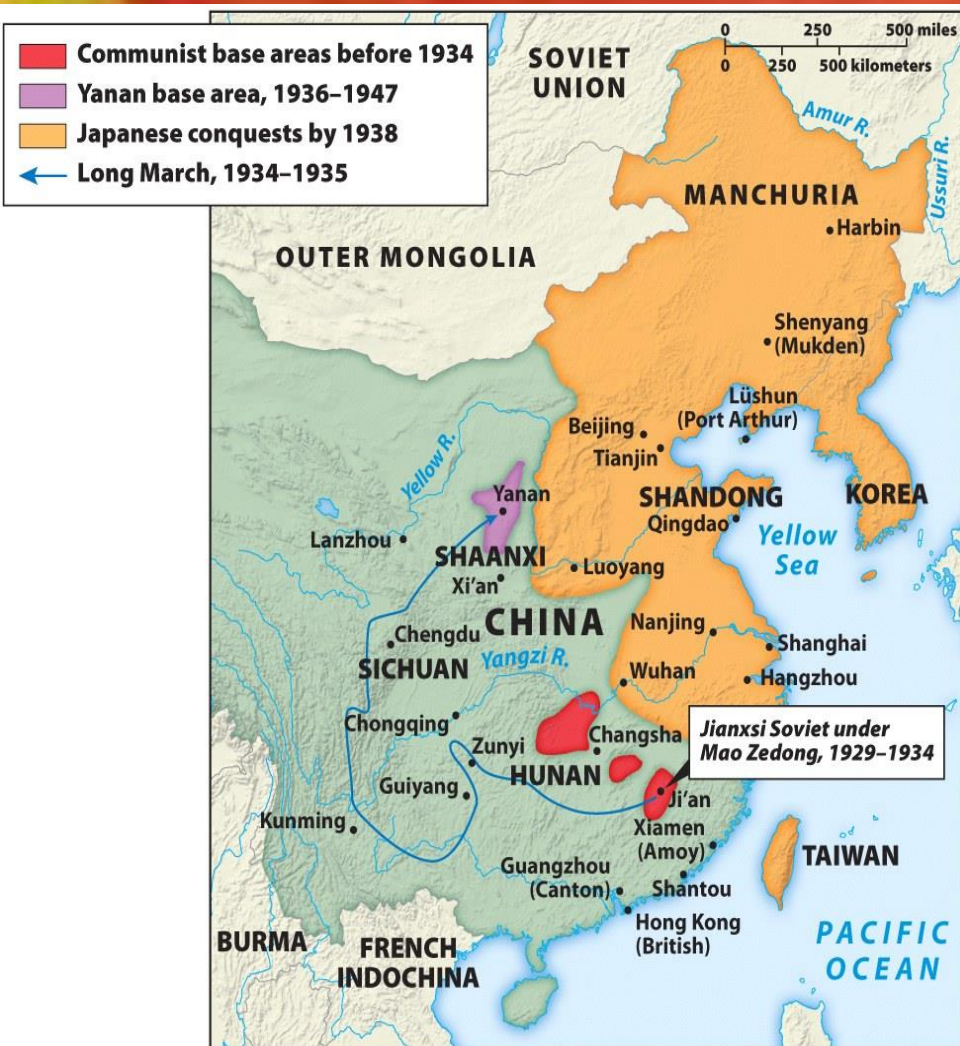 Communist base areas before 1934
Yanan base area, 1936–1947
Japanese conquests by 1938
Long March, 1934–1935
0 250 500 miles
0 250 500 kilometers
SOVIET
UNION
Amur R.
Ussuri R.
MANCHURIA
Harbin
OUTER MONGOLIA
Shenyang
(Mukden)
Lüshun
(Port Arthur)
Beijing
Tianjin
Yellow R.
Yanan
SHANDONG
KOREA
Qingdao
Yellow
Sea
Lanzhou
SHAANXI
Luoyang
Xi'an
CHINA
Nanjing
Chengdu
Shanghai
SICHUAN
Yangzi R.
Wuhan
Hangzhou
Chongqing
Changsha
Jianxsi Soviet under
Mao Zedong, 1929–1934
Zunyi
HUNAN
Guiyang
Ji'an
Kunming
Xiamen
(Amoy)
TAIWAN
Guangzhou
(Canton)
Shantou
Hong Kong
(British)
BURMA
FRENCH
INDOCHINA
PACIFIC
OCEAN